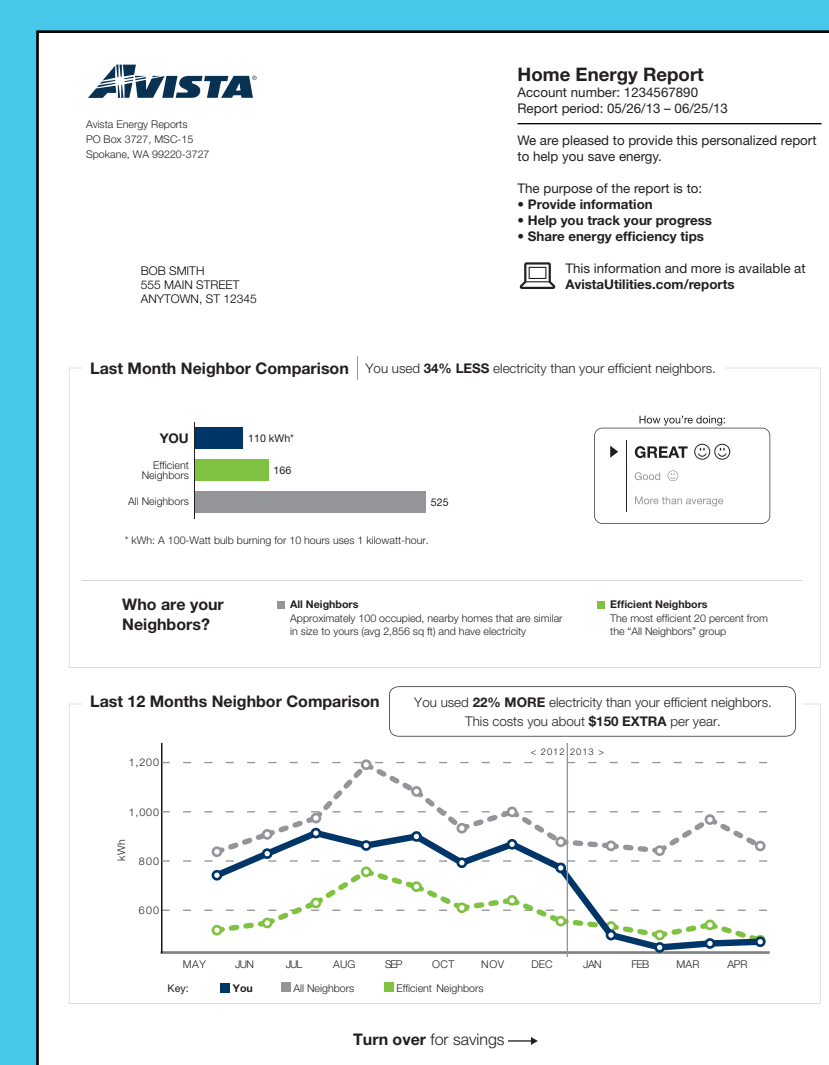 AVISTA®
Avista Energy Reports
PO Box 3727, MSC-15
Spokane, WA 99220-3727
Home Energy Report
Account number: 1234567890
Report period: 05/26/13 – 06/25/13
We are pleased to provide this personalized report
to help you save energy.
The purpose of the report is to:
• Provide information
• Help you track your progress
• Share energy efficiency tips
This information and more is available at
AvistaUtilities.com/reports
BOB SMITH
555 MAIN STREET
ANYTOWN, ST 12345
Last Month Neighbor Comparison You used 34% LESS electricity than your efficient neighbors.
YOU 110 kWh*
Efficient
Neighbors 166
All Neighbors 525
* kWh: A 100-Watt bulb burning for 10 hours uses 1 kilowatt-hour.
How you're doing:
GREAT
Good
More than average
Who are your
Neighbors?
All Neighbors
Approximately 100 occupied, nearby homes that are similar
in size to yours (avg 2,856 sq ft) and have electricity
Efficient Neighbors
The most efficient 20 percent from
the “All Neighbors” group
Last 12 Months Neighbor Comparison
You used 22% MORE electricity than your efficient neighbors.
This costs you about $150 EXTRA per year.
< 2012 2013 >
1,200
1,000
800
600
kWh
MAY JUN JUL AUG SEP OCT NOV DEC JAN FEB MAR APR
Key: You All Neighbors Efficient Neighbors
Turn over for savings